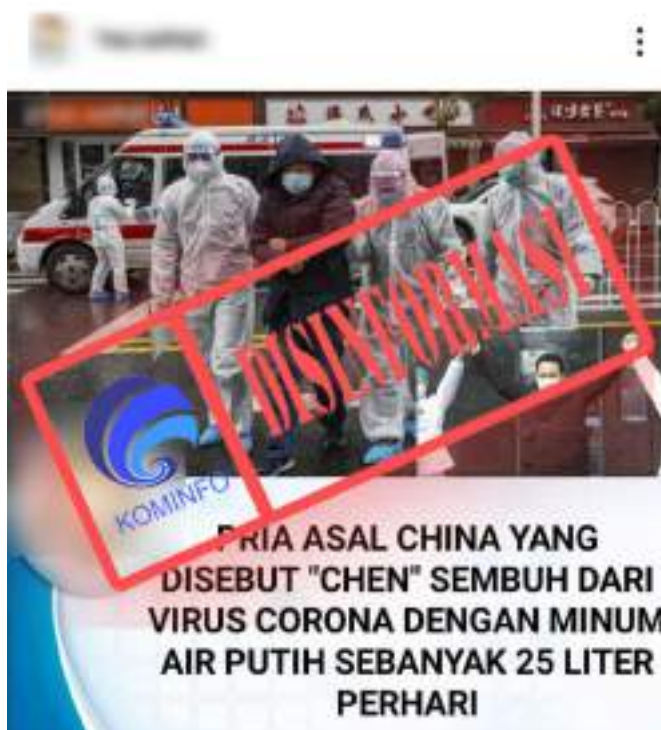 DISINFORMASI
KOMINFO
PRIA ASAL CHINA YANG
DISEBUT "CHEN" SEMBUH DARI
VIRUS CORONA DENGAN MINUM
AIR PUTIH SEBANYAK 25 LITER
PERHARI